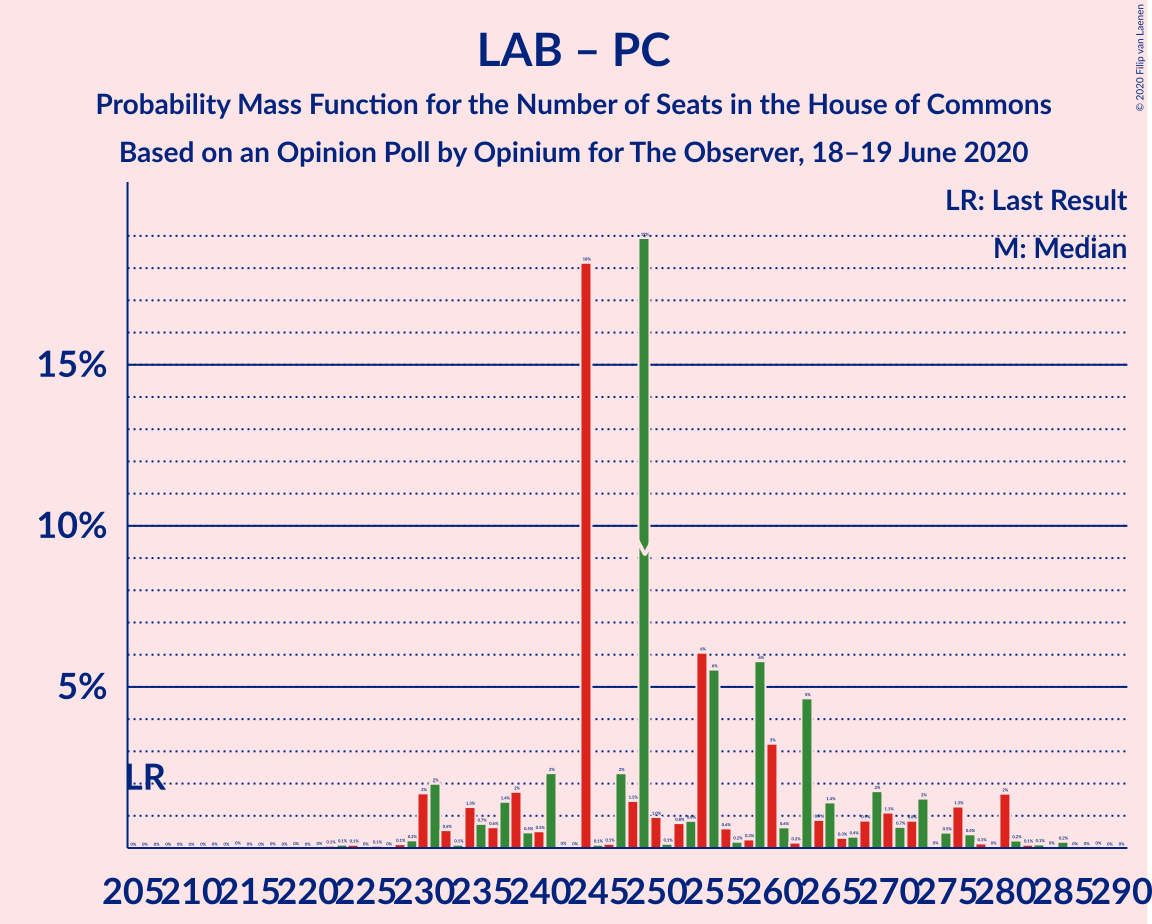 LAB – PC
Probability Mass Function for the Number of Seats in the House of Commons
Based on an Opinion Poll by Opinium for The Observer, 18–19 June 2020
© 2020 Filip van Laenen
LR: Last Result
M: Median
15%
10%
5%
LR
M
205 210 215 220 225 230 235 240 245 250 255 260 265 270 275 280 285 290